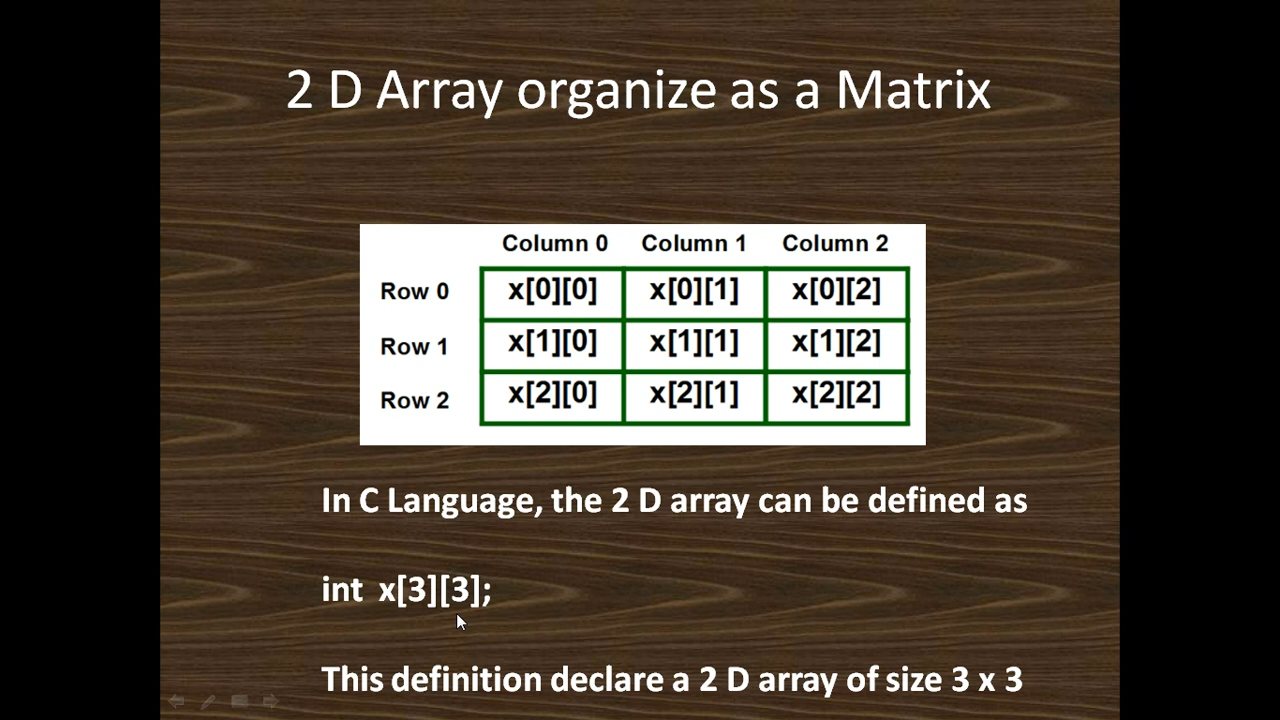 2 D Array organize as a Matrix
Column 0 Column 1 Column 2
Row 0 x[0][0] x[0][1] x[0][2]
Row 1 x[1][0] x[1][1] x[1][2]
Row 2 x[2][0] x[2][1] x[2][2]
In C Language, the 2 D array can be defined as
int x[3][3];
This definition declare a 2 D array of size 3 x 3